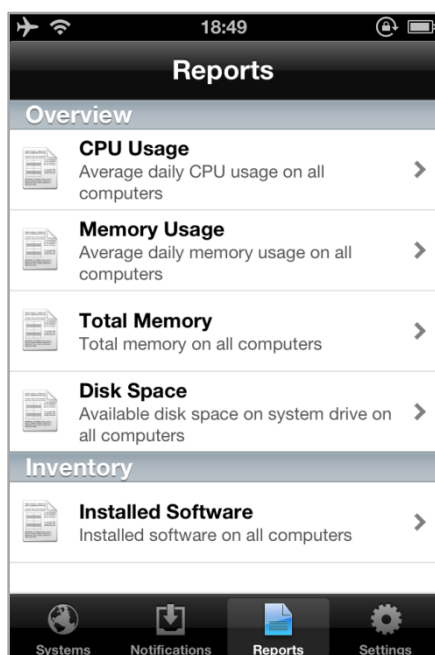 18:49
Reports
Overview
CPU Usage
Average daily CPU usage on all
computers
Memory Usage
Average daily memory usage on all
computers
Total Memory
Total memory on all computers
Disk Space
Available disk space on system drive on
all computers
Inventory
Installed Software
Installed software on all computers
Systems
Notifications
Reports
Settings